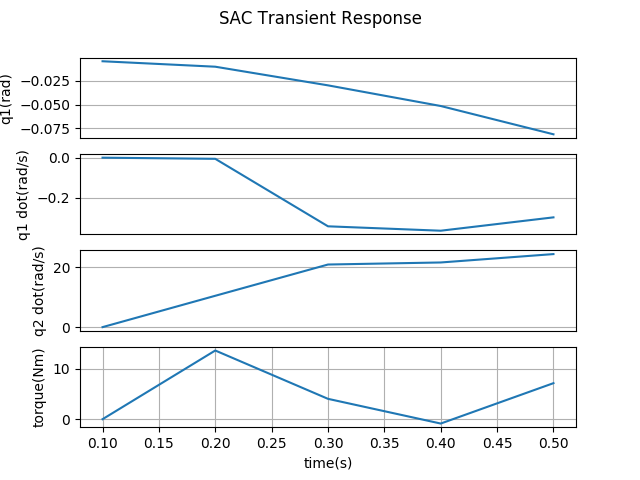 SAC Transient Response
q1(rad)
−0.025
−0.050
−0.075
q1 dot(rad/s)
0.0
−0.2
q2 dot(rad/s)
20
0
torque(Nm)
10
0
0.10 0.15 0.20 0.25 0.30 0.35 0.40 0.45 0.50
time(s)